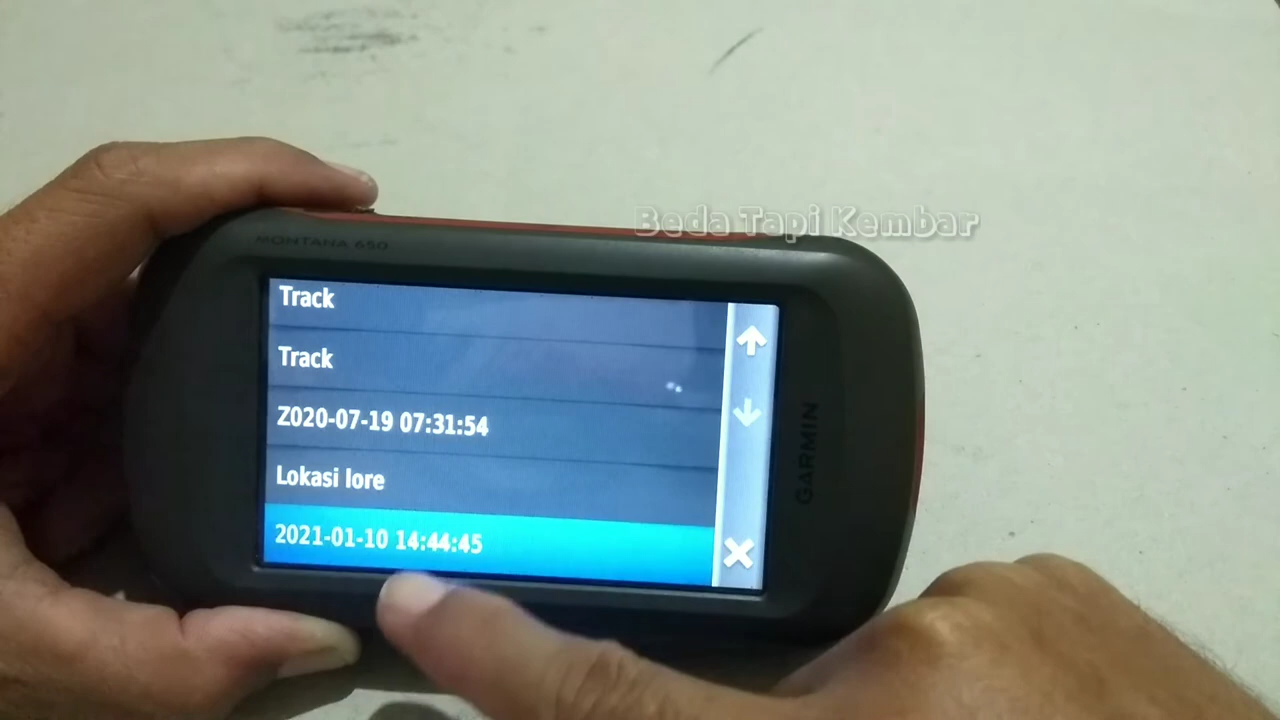 Beda Tapi Kembar
MONTANA 650
Track
Track
Z020-07-19 07:31:54
Lokasi lore
2021-01-10 14:44:45
GARMIN